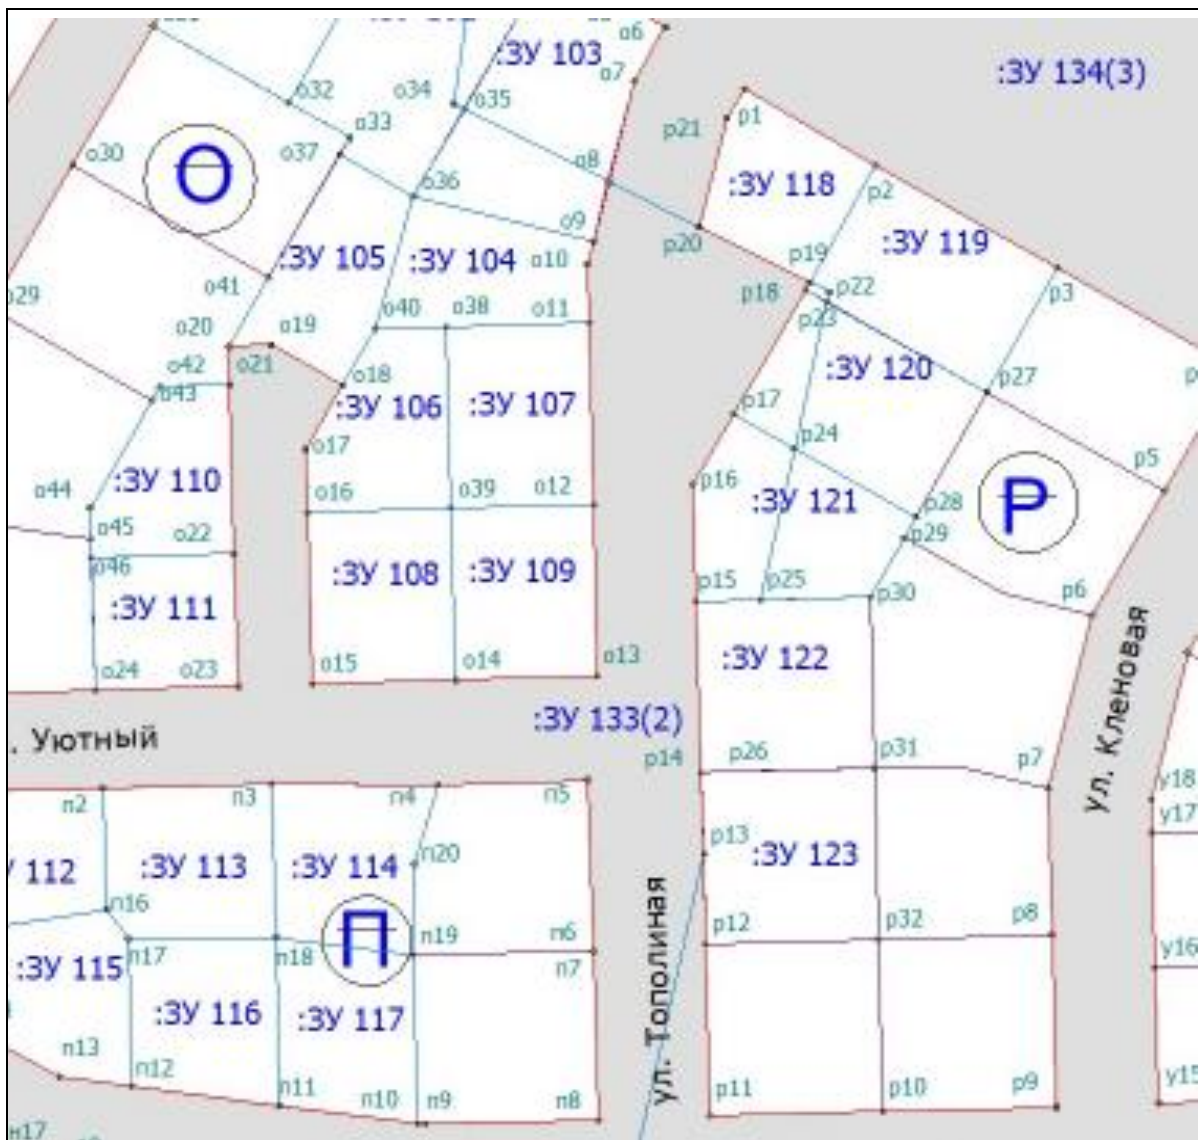 :ЗУ 103
о6
о7
:ЗУ 134(3)
о32
о34
о35
р21
р1
о33
о30
О
о37
о8
р2
:ЗУ 118
о36
о9
р20
р19
:ЗУ 119
:ЗУ 105
:ЗУ 104
о10
р3
о29
о41
р18
р22
р23
о20
о19
о40
о38
о11
о42
о21
о18
:ЗУ 120
р27
о43
:ЗУ 106
:ЗУ 107
р17
р24
о17
р5
о44
:ЗУ 110
о16
о39
о12
р16
:ЗУ 121
р28
Р
о45
о22
р29
о46
:ЗУ 108
:ЗУ 109
р15
р25
р30
р6
:ЗУ 111
о24
о23
о15
о14
о13
:ЗУ 122
ул. Кленовая
. Уютный
:ЗУ 133(2)
р14
р26
р31
р7
п2
п3
п4
п5
у18
у17
р13
У 112
:ЗУ 113
:ЗУ 114
п20
:ЗУ 123
п16
П
п17
п18
п19
п6
п7
р12
р32
р8
:ЗУ 115
у16
:ЗУ 116
:ЗУ 117
ул. Тополиная
п13
п12
п11
п10
п9
п8
р11
р10
р9
у15
н17